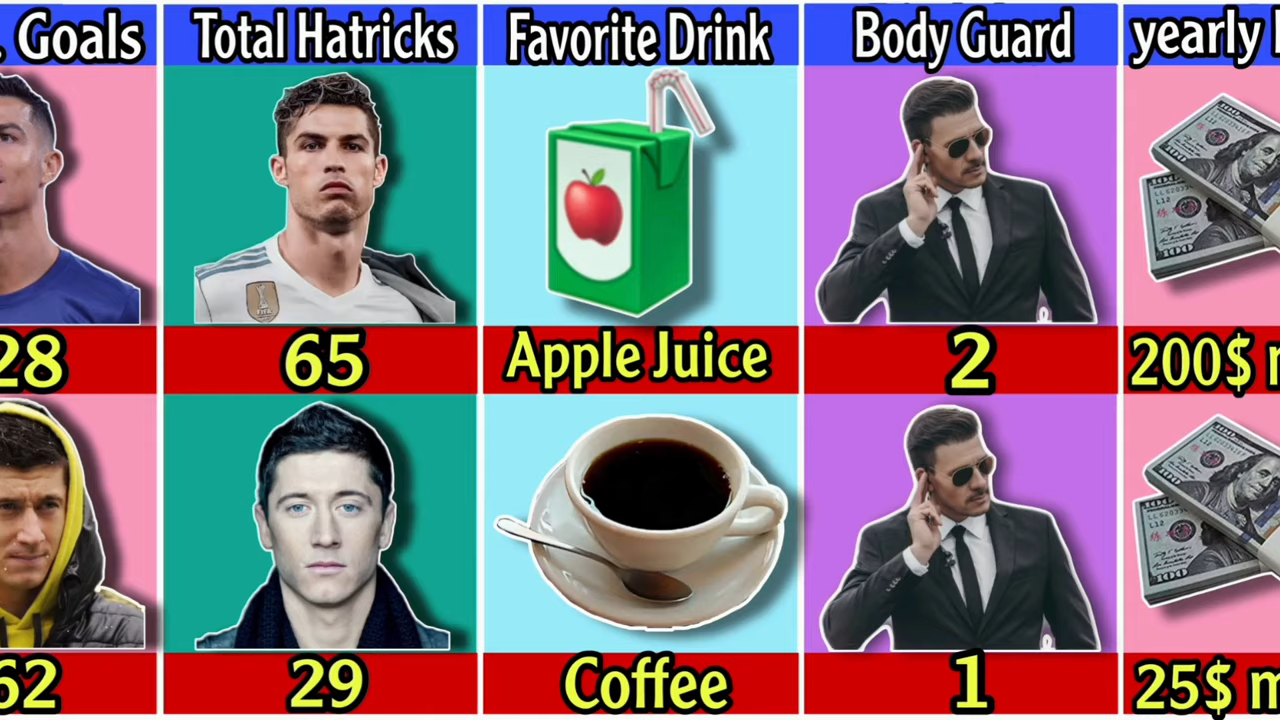 . Goals
Total Hatricks
Favorite Drink
Body Guard
yearly
28
65
Apple Juice
2
200$
62
29
Coffee
1
25$